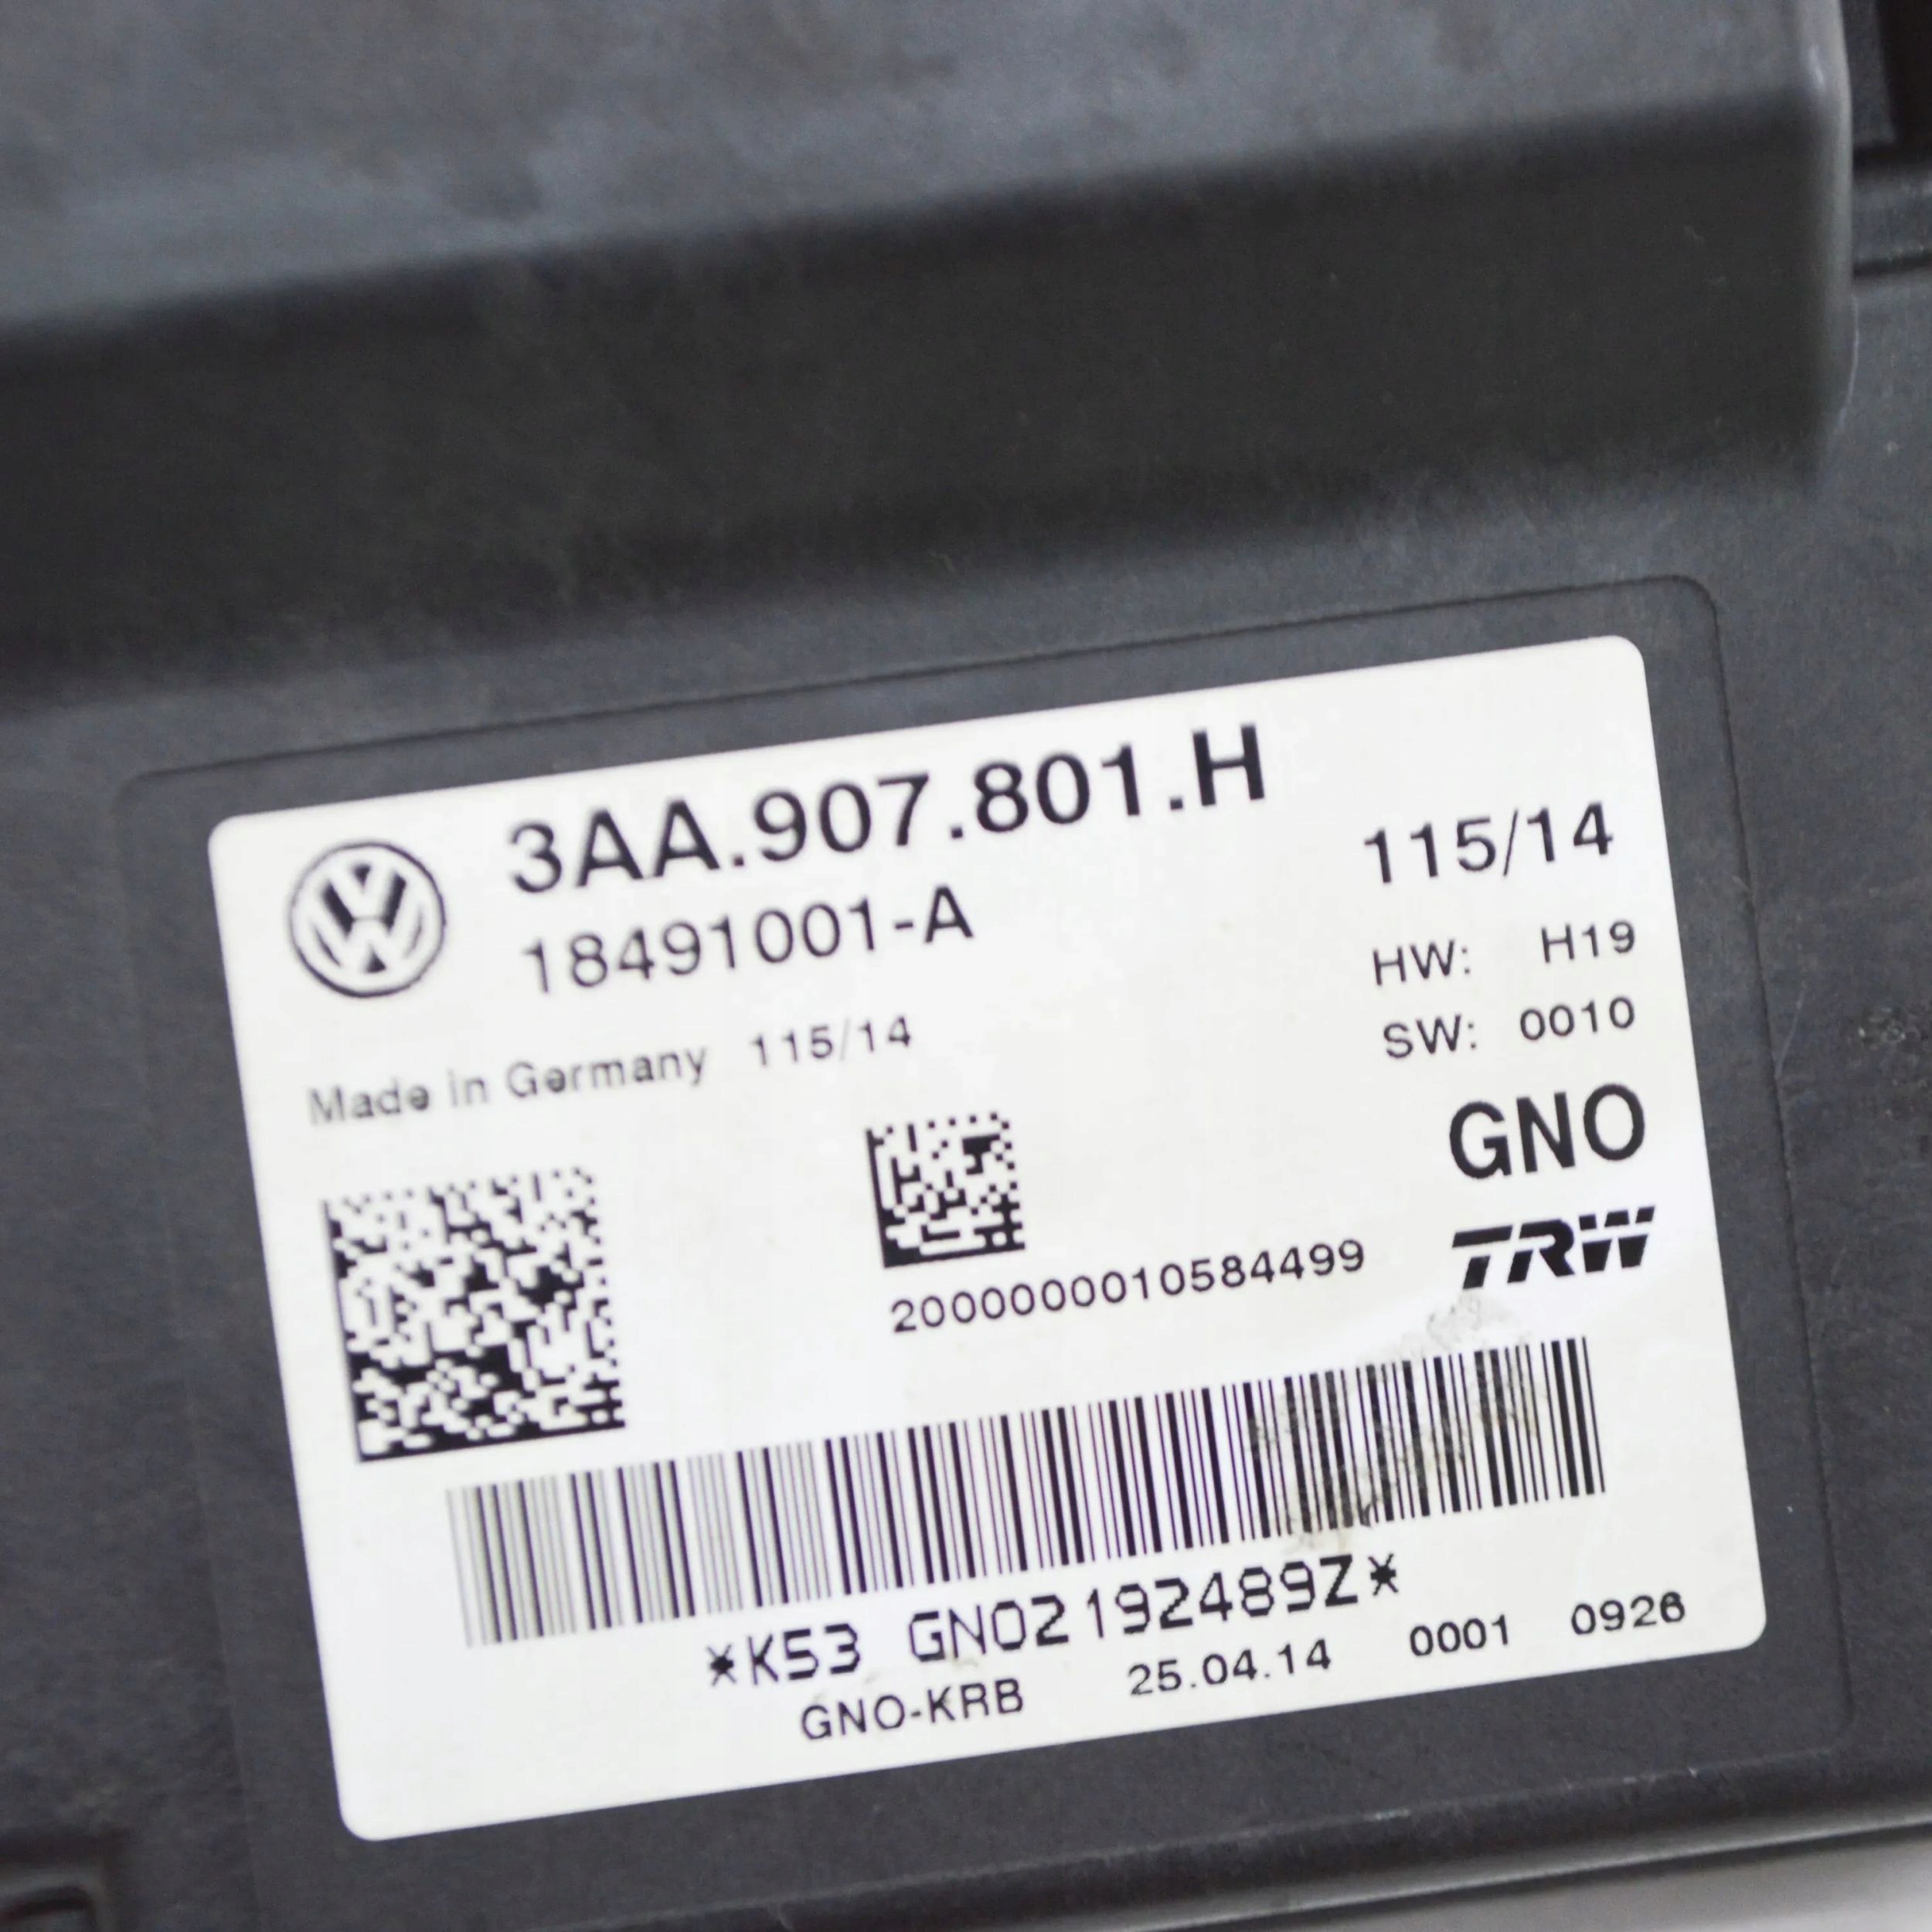 3AA.907.801.H
18491001-A
115/14
HW: H19
SW: 0010
Made in Germany 115/14
GNO
TRW
2000000010584499
*K53 GNO2192489Z*
GNO-KRB 25.04.14 0001 0926